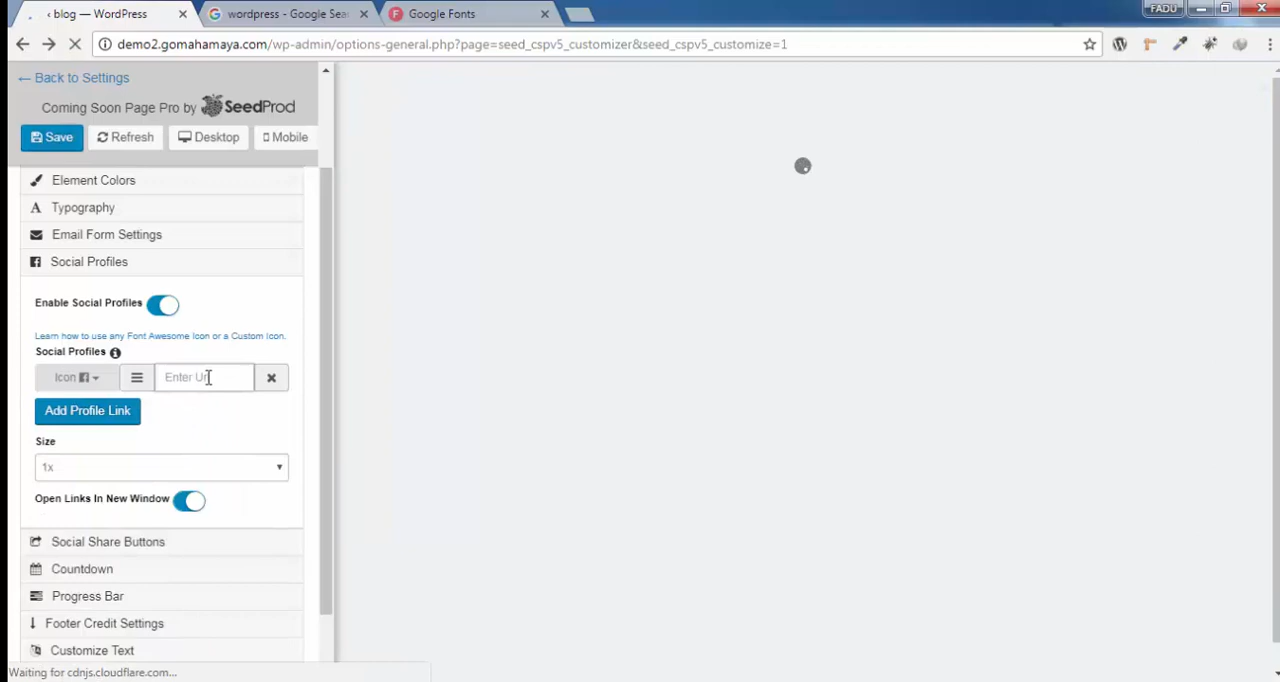 ‹ blog — WordPress
wordpress - Google Sea
Google Fonts
FADU
demo2.gomahamaya.com/wp-admin/options-general.php?page=seed_cspv5_customizer&seed_cspv5_customize=1
← Back to Settings
Coming Soon Page Pro by SeedProd
Save Refresh Desktop Mobile
Element Colors
Typography
Email Form Settings
Social Profiles
Enable Social Profiles
Learn how to use any Font Awesome Icon or a Custom Icon.
Social Profiles
Icon Enter Ur
Add Profile Link
Size
1x
Open Links In New Window
Social Share Buttons
Countdown
Progress Bar
Footer Credit Settings
Customize Text
Waiting for cdnjs.cloudflare.com...